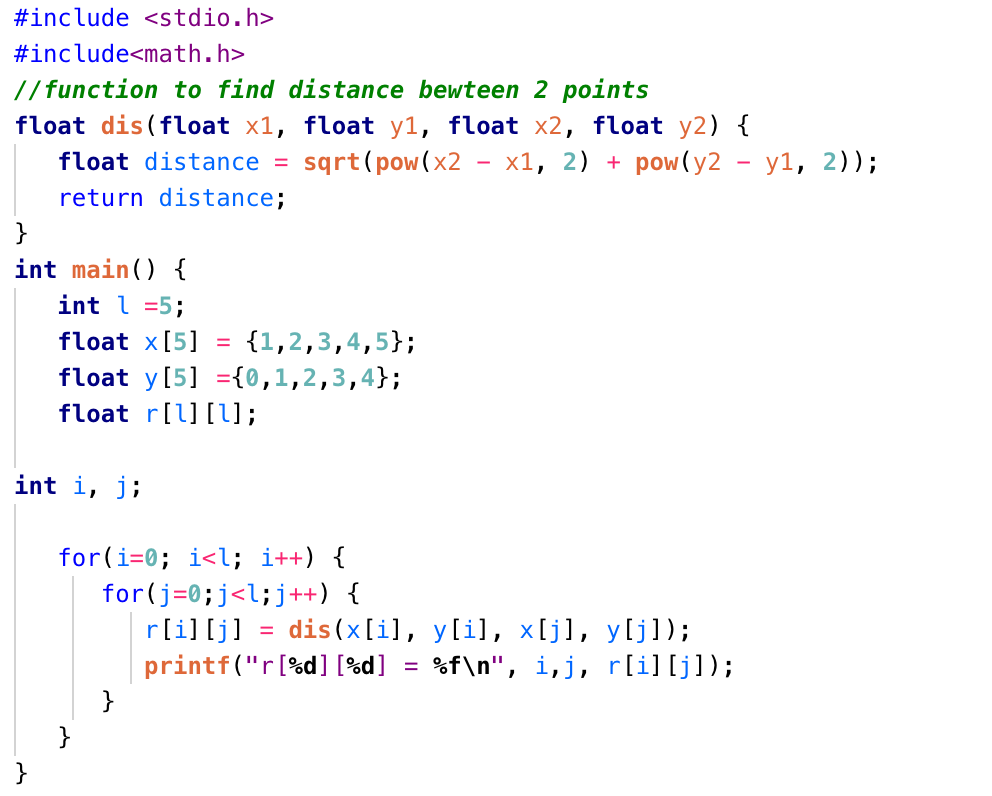 #include <stdio.h>
#include<math.h>
//function to find distance bewteen 2 points
float dis(float x1, float y1, float x2, float y2) {
   float distance = sqrt(pow(x2 - x1, 2) + pow(y2 - y1, 2));
   return distance;
}
int main() {
   int l =5;
   float x[5] = {1,2,3,4,5};
   float y[5] ={0,1,2,3,4};
   float r[l][l];
int i, j;
   for(i=0; i<l; i++) {
      for(j=0;j<l;j++) {
         r[i][j] = dis(x[i], y[i], x[j], y[j]);
         printf("r[%d][%d] = %f\n", i,j, r[i][j]);
      }
   }
}